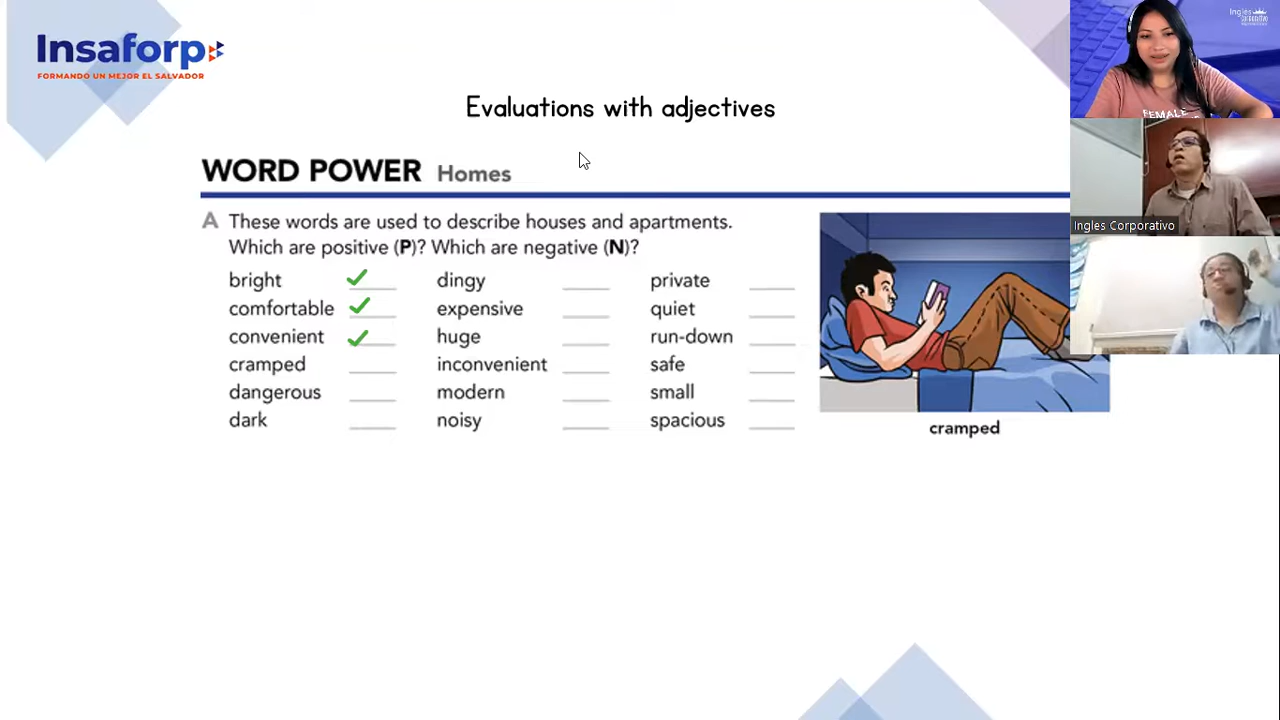 Insaforp
FORMANDO UN MEJOR EL SALVADOR
Evaluations with adjectives
WORD POWER Homes
A These words are used to describe houses and apartments.
Which are positive (P)? Which are negative (N)?
bright dingy private
comfortable expensive quiet
convenient huge run-down
cramped inconvenient safe
dangerous modern small
dark noisy spacious
cramped
FEMALE
Ingles Corporativo
Ingles